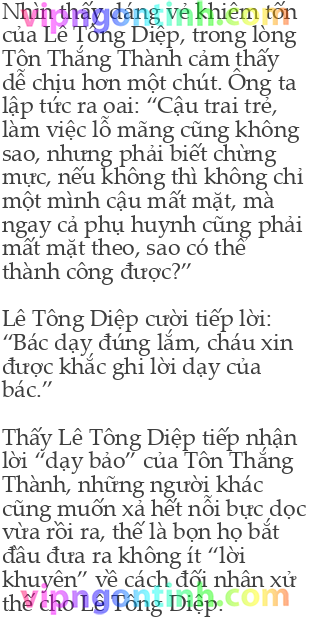 Nhìn thấy dáng vẻ khiêm tốn
của Lê Tông Diệp, trong lòng
Tôn Thắng Thành cảm thấy
dễ chịu hơn một chút. Ông ta
lập tức ra oai: “Cậu trai trẻ,
làm việc lỗ mãng cũng không
sao, nhưng phải biết chừng
mực, nếu không thì không chỉ
một mình cậu mất mặt, mà
ngay cả phụ huynh cũng phải
mất mặt theo, sao có thể
thành công được?”
Lê Tông Diệp cười tiếp lời:
“Bác dạy đúng lắm, cháu xin
được khắc ghi lời dạy của
bác.”
Thấy Lê Tông Diệp tiếp nhận
lời “dạy bảo” của Tôn Thắng
Thành, những người khác
cũng muốn xả hết nỗi bực dọc
vừa rồi ra, thế là bọn họ bắt
đầu đưa ra không ít “lời
khuyên” về cách đối nhân xử
thế cho Lê Tông Diệp.
vipngontinh.com
vipngontinh.com